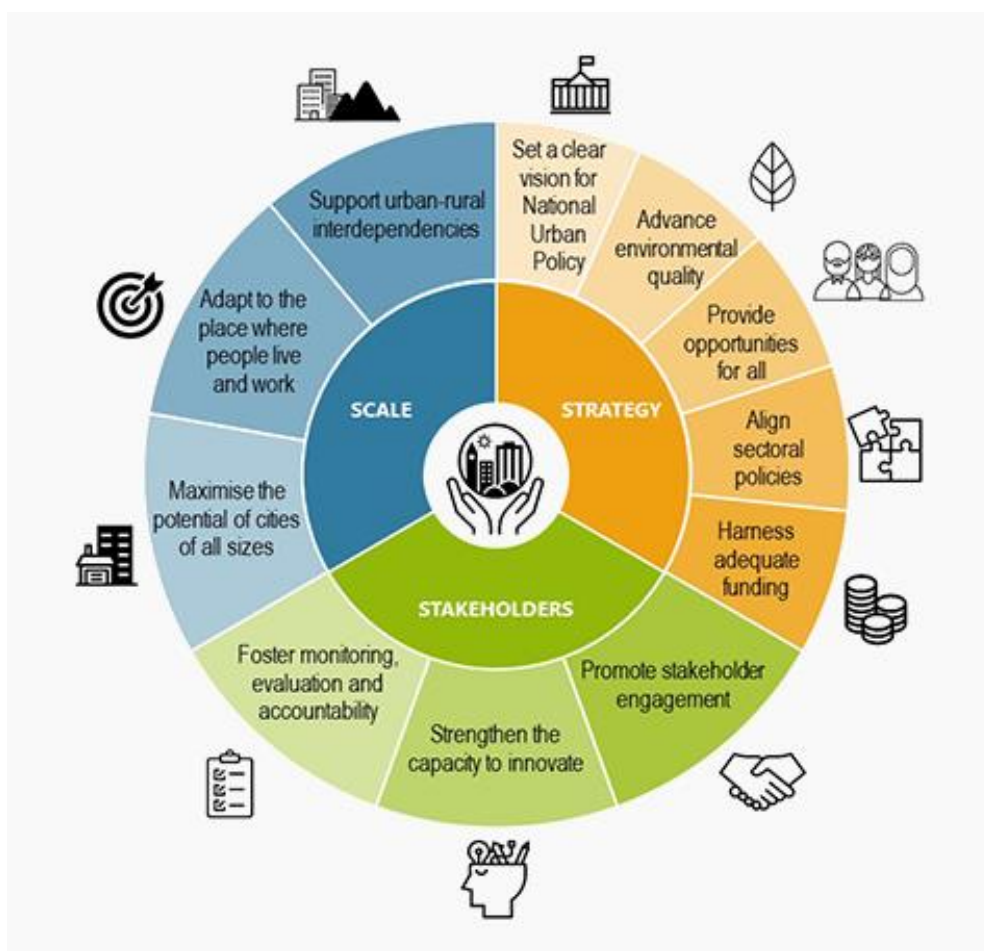 Set a clear
vision for
National
Urban
Policy
Advance
environmental
quality
Provide
opportunities
for all
Align
sectoral
policies
Harness
adequate
funding
Promote stakeholder
engagement
Strengthen the
capacity to innovate
Foster monitoring,
evaluation and
accountability
Maximise the
potential of cities
of all sizes
Adapt to the
place where
people live
and work
Support urban-rural
interdependencies
SCALE
STRATEGY
STAKEHOLDERS